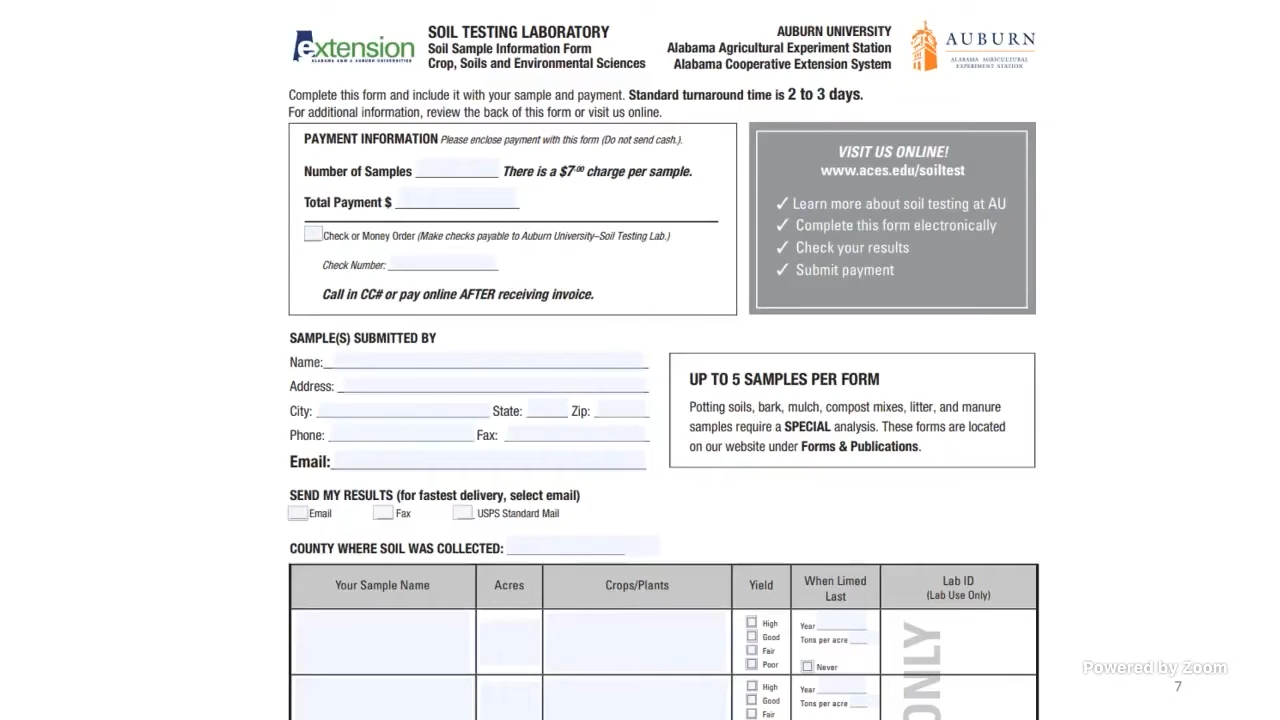 extension
ALABAMA A&M & AUBURN UNIVERSITIES
SOIL TESTING LABORATORY
Soil Sample Information Form
Crop, Soils and Environmental Sciences
AUBURN UNIVERSITY
Alabama Agricultural Experiment Station
Alabama Cooperative Extension System
AUBURN
ALABAMA AGRICULTURAL
EXPERIMENT STATION
Complete this form and include it with your sample and payment. Standard turnaround time is 2 to 3 days.
For additional information, review the back of this form or visit us online.
PAYMENT INFORMATION Please enclose payment with this form (Do not send cash.).
Number of Samples There is a $7.00 charge per sample.
Total Payment $
Check or Money Order (Make checks payable to Auburn University–Soil Testing Lab.)
Check Number:
Call in CC# or pay online AFTER receiving invoice.
VISIT US ONLINE!
www.aces.edu/soiltest
✓ Learn more about soil testing at AU
✓ Complete this form electronically
✓ Check your results
✓ Submit payment
SAMPLE(S) SUBMITTED BY
Name:
Address:
City: State: Zip:
Phone: Fax:
Email:
UP TO 5 SAMPLES PER FORM
Potting soils, bark, mulch, compost mixes, litter, and manure
samples require a SPECIAL analysis. These forms are located
on our website under Forms & Publications.
SEND MY RESULTS (for fastest delivery, select email)
Email Fax USPS Standard Mail
COUNTY WHERE SOIL WAS COLLECTED:
Your Sample Name Acres Crops/Plants Yield When Limed Last Lab ID (Lab Use Only)
High
Good
Fair
Poor
Year
Tons per acre
Never
High
Good
Fair
Year
Tons per acre
ONLY
Powered by Zoom
7